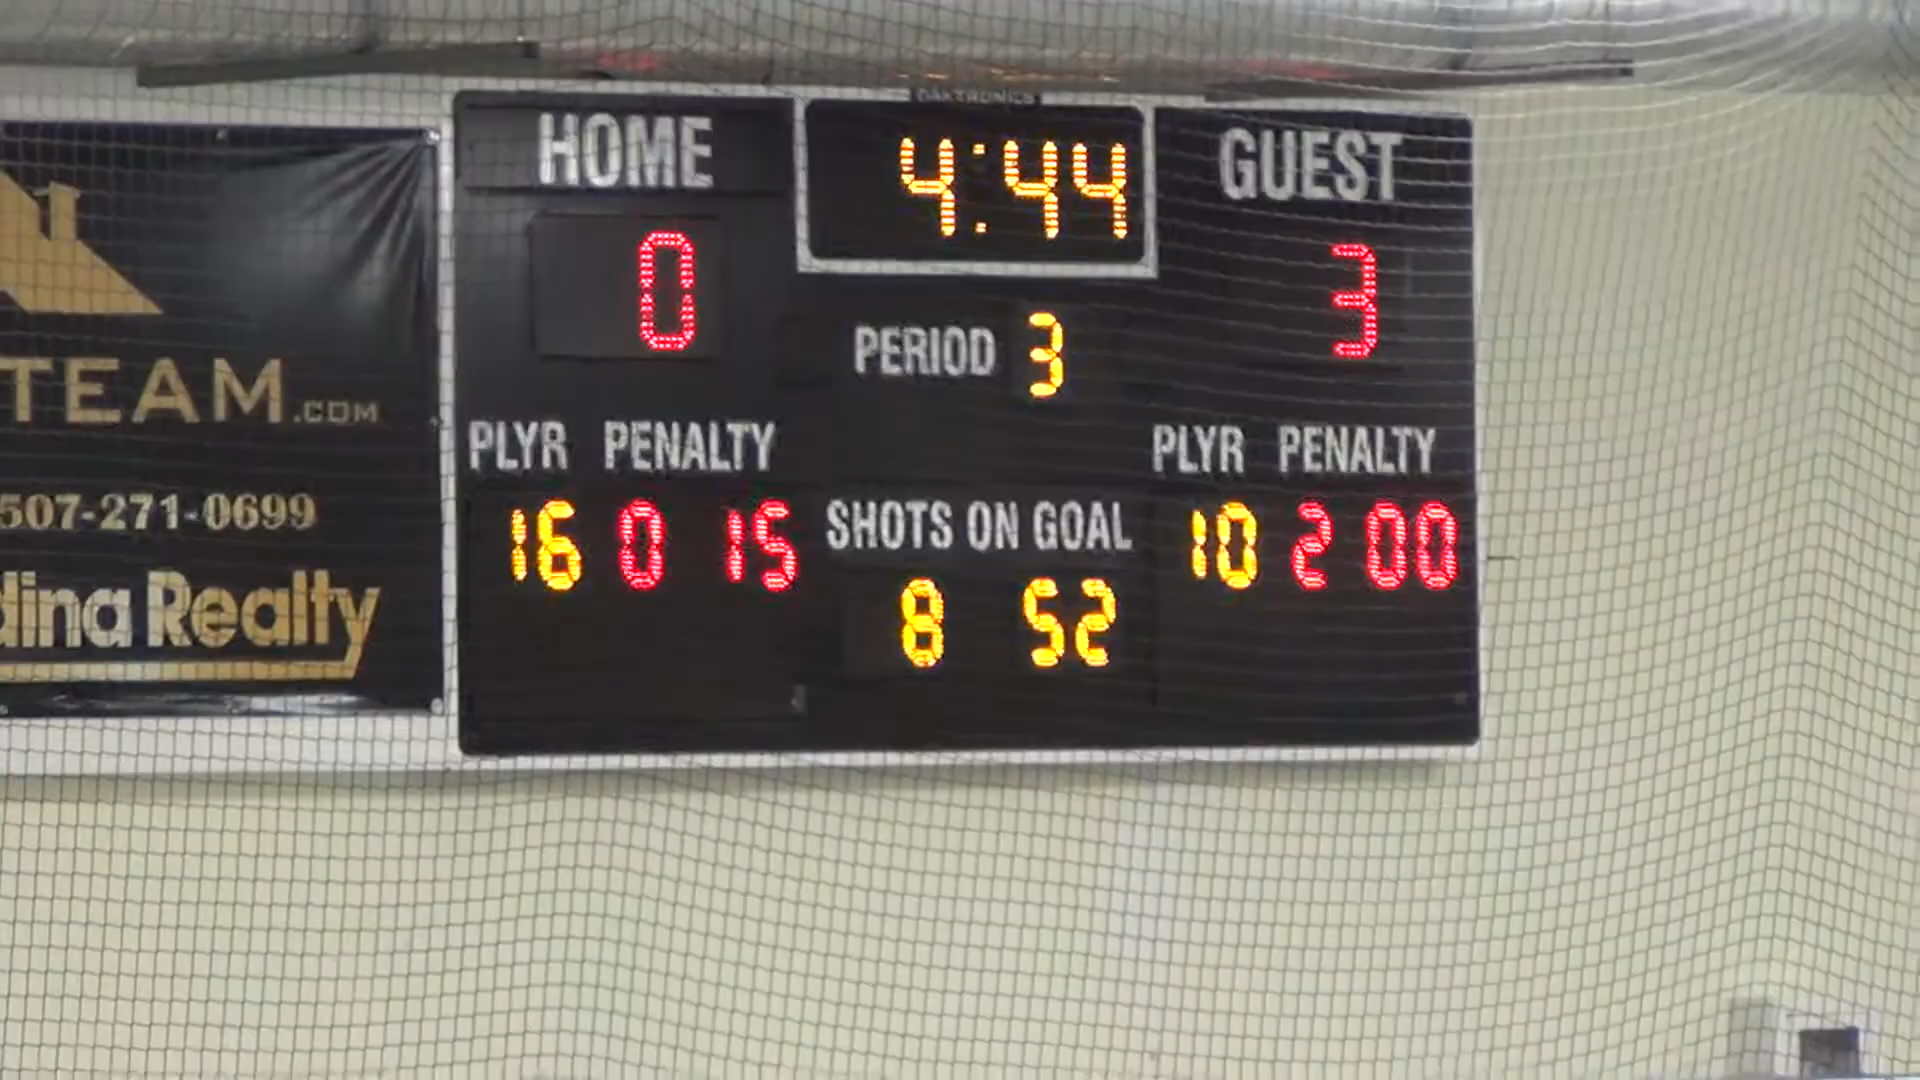 TEAM.COM
507-271-0699
dina Realty
DAKTRONICS
HOME 4:44 GUEST
0 3
PERIOD 3
PLYR PENALTY PLYR PENALTY
16 0 15 10 2 00
SHOTS ON GOAL
8 52